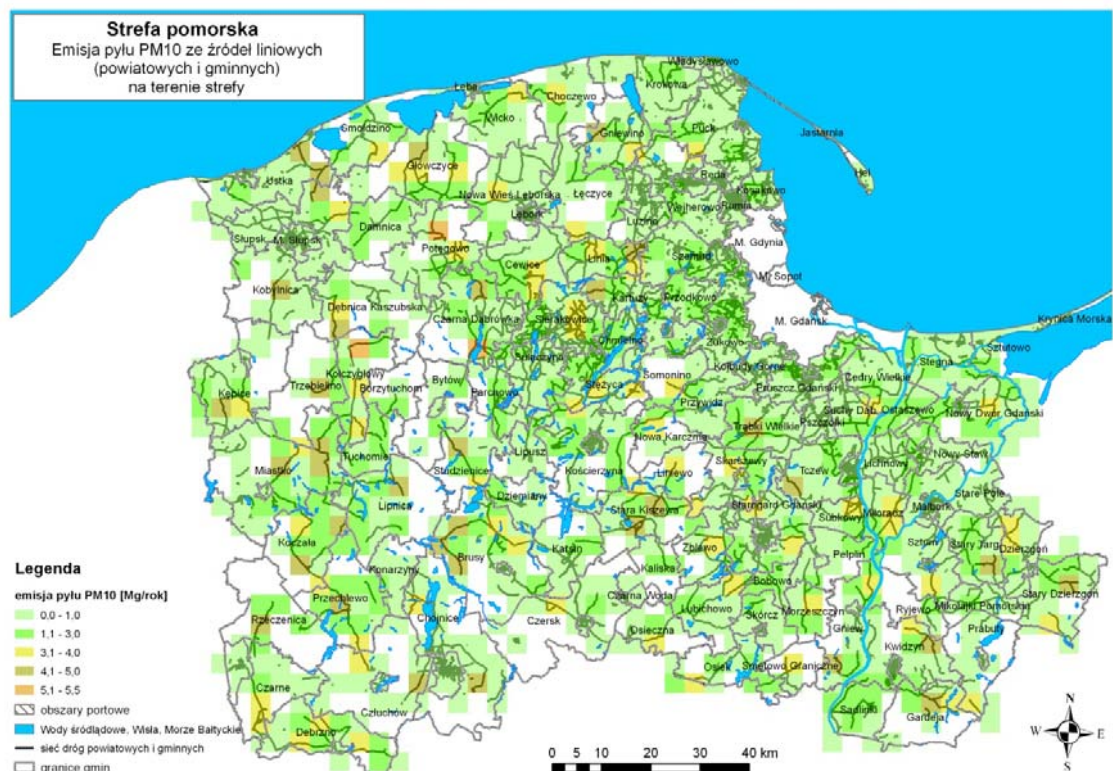 Strefa pomorska
Emisja pyłu PM10 ze źródeł liniowych
(powiatowych i gminnych)
na terenie strefy
Władysławowo
Krokowa
Łeba
Choczewo
Wicko
Gniewino
Puck
Jastarnia
Gmołdzino
Główczyce
Hel
Ustka
Nowa Wieś Lęborska
Łęczyce
Reda
Kosakowo
Wejherowo
Rumia
Lębork
Luzino
Damnica
Słupsk
M. Słupsk
Potęgowo
M. Gdynia
Cewice
Linia
Szemud
M. Sopot
Kobylnica
Kartuzy
Przodkowo
Dębnica Kaszubska
Czarna Dąbrówka
Sierakowice
M. Gdańsk
Krynica Morska
Chmielno
Żukowo
Sztutowo
Sulęczyno
Stegna
Kołczygłowy
Somonino
Kolbudy Górne
Trzebielino
Borzytuchom
Bytów
Parchowo
Stężyca
Pruszcz Gdański
Cedry Wielkie
Kępice
Przywidz
Suchy Dąb
Ostaszewo
Nowy Dwór Gdański
Trąbki Wielkie
Pszczółki
Nowa Karczma
Tuchomie
Lipusz
Nowy Staw
Miastko
Studzienice
Kościerzyna
Liniewo
Skarszewy
Tczew
Lichnowy
Dziemiany
Stare Pole
Lipnica
Stara Kiszewa
Starogard Gdański
Subkowy
Miłoradz
Malbork
Koczała
Brusy
Karsin
Zblewo
Pelplin
Sztum
Stary Targ
Dzierzgoń
Konarzyny
Kaliska
Bobowo
Przechlewo
Czarna Woda
Stary Dzierzgoń
Rzeczenica
Chojnice
Czersk
Lubichowo
Skórcz
Morzeszczyn
Ryjewo
Mikołajki Pomorskie
Osieczna
Gniew
Prabuty
Kwidzyn
Czarne
Osiek
Smętowo Graniczne
Człuchów
Sadlinki
Gardeja
Debrzno
Legenda
emisja pyłu PM10 [Mg/rok]
0,0 - 1,0
1,1 - 3,0
3,1 - 4,0
4,1 - 5,0
5,1 - 5,5
obszary portowe
Wody śródlądowe, Wisła, Morze Bałtyckie
sieć dróg powiatowych i gminnych
granice gmin
0 5 10 20 30 40 km
N
W E
S